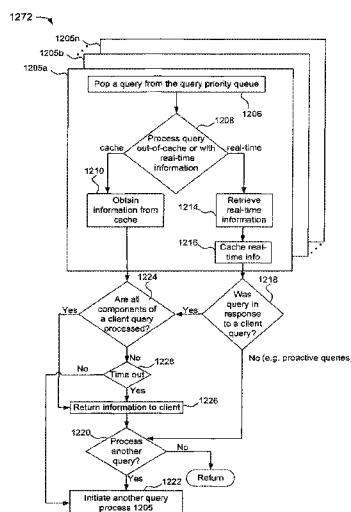 1272
1205n
1205b
1205a
Pop a query from the query priority queue
1206
1208
Process query
out-of-cache or with
real-time
information
cache
real-time
1210
Obtain
information from
cache
1214
Retrieve
real-time
information
1216
Cache real-
time info
1224
Are all
components of
a client query
processed?
1218
Was
query in
response to
a client
query?
Yes
Yes
No
No
No (e.g. proactive queries)
1228
Time out
Yes
Return information to client
1226
1220
Process
another
query?
No
Return
Yes
1222
Initiate another query
process 1205